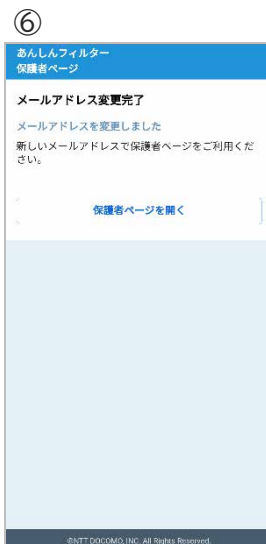 ⑥
あんしんフィルター
保護者ページ
メールアドレス変更完了
メールアドレスを変更しました
新しいメールアドレスで保護者ページをご利用くだ
さい。
保護者ページを開く
©NTT DOCOMO, INC. All Rights Reserved.